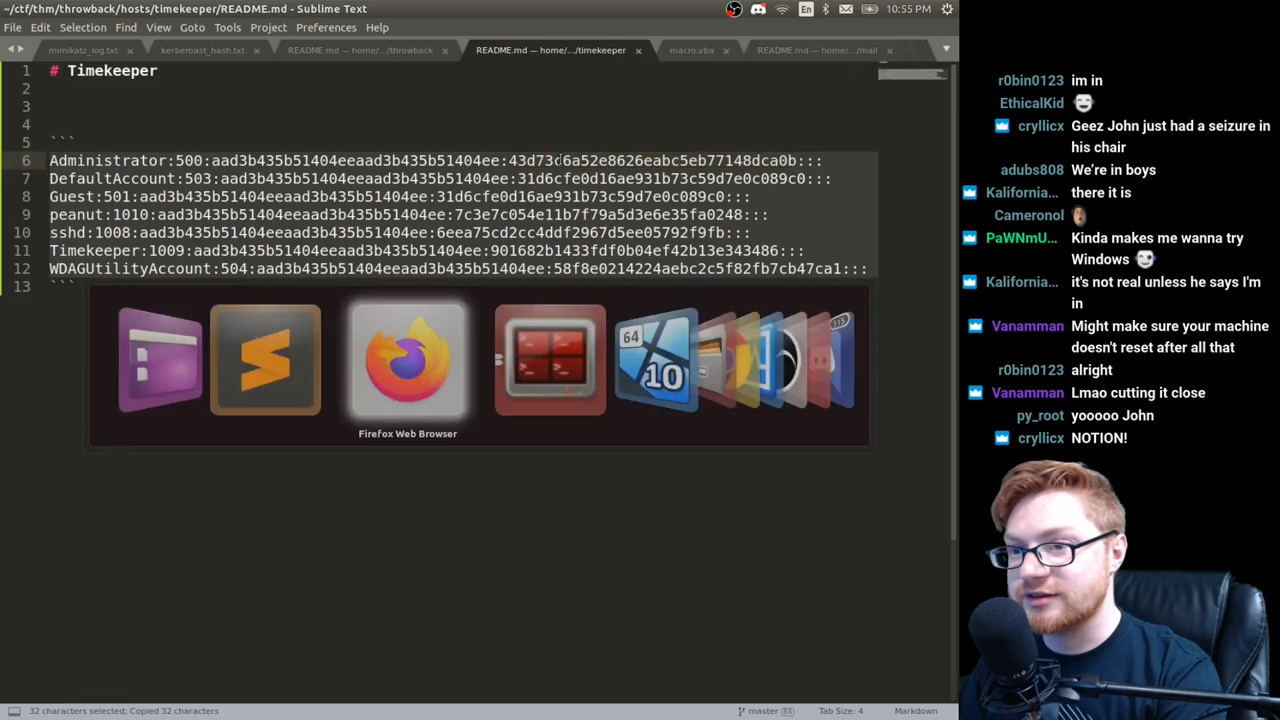 ~/ctf/thm/throwback/hosts/timekeeper/README.md - Sublime Text
En
10:55 PM
File Edit Selection Find View Goto Tools Project Preferences Help
mimikatz_log.txt × kerberoast_hash.txt × README.md — home/.../throwback × README.md — home/.../timekeeper × macro.vba × README.md — home/.../mail ×
1 # Timekeeper
2
3
4
5 ```
6 Administrator:500:aad3b435b51404eeaad3b435b51404ee:43d73c6a52e8626eabc5eb77148dca0b:::
7 DefaultAccount:503:aad3b435b51404eeaad3b435b51404ee:31d6cfe0d16ae931b73c59d7e0c089c0:::
8 Guest:501:aad3b435b51404eeaad3b435b51404ee:31d6cfe0d16ae931b73c59d7e0c089c0:::
9 peanut:1010:aad3b435b51404eeaad3b435b51404ee:7c3e7c054e11b7f79a5d3e6e35fa0248:::
10 sshd:1008:aad3b435b51404eeaad3b435b51404ee:6eea75cd2cc4ddf2967d5ee05792f9fb:::
11 Timekeeper:1009:aad3b435b51404eeaad3b435b51404ee:901682b1433fdf0b04ef42b13e343486:::
12 WDAGUtilityAccount:504:aad3b435b51404eeaad3b435b51404ee:58f8e0214224aebc2c5f82fb7cb47ca1:::
13 ```
64
10
Firefox Web Browser
32 characters selected; Copied 32 characters
master 84
Tab Size: 4
Markdown
r0bin0123 im in
EthicalKid
cryllicx Geez John just had a seizure in
his chair
adubs808 We're in boys
Kalifornia... there it is
Cameronol
PaWNmU... Kinda makes me wanna try
Windows
Kalifornia... it's not real unless he says I'm
in
Vanamman Might make sure your machine
doesn't reset after all that
r0bin0123 alright
Vanamman Lmao cutting it close
py_root yooooo John
cryllicx NOTION!